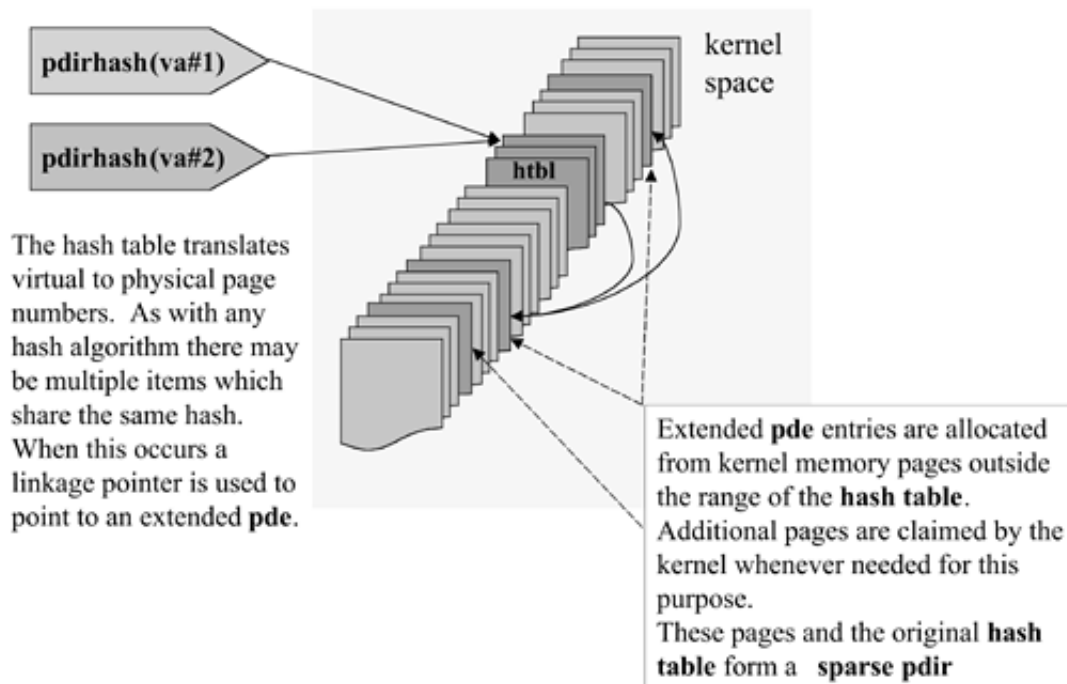 pdirhash(va#1)
pdirhash(va#2)
kernel
space
htbl
The hash table translates
virtual to physical page
numbers. As with any
hash algorithm there may
be multiple items which
share the same hash.
When this occurs a
linkage pointer is used to
point to an extended pde.
Extended pde entries are allocated
from kernel memory pages outside
the range of the hash table.
Additional pages are claimed by the
kernel whenever needed for this
purpose.
These pages and the original hash
table form a sparse pdir